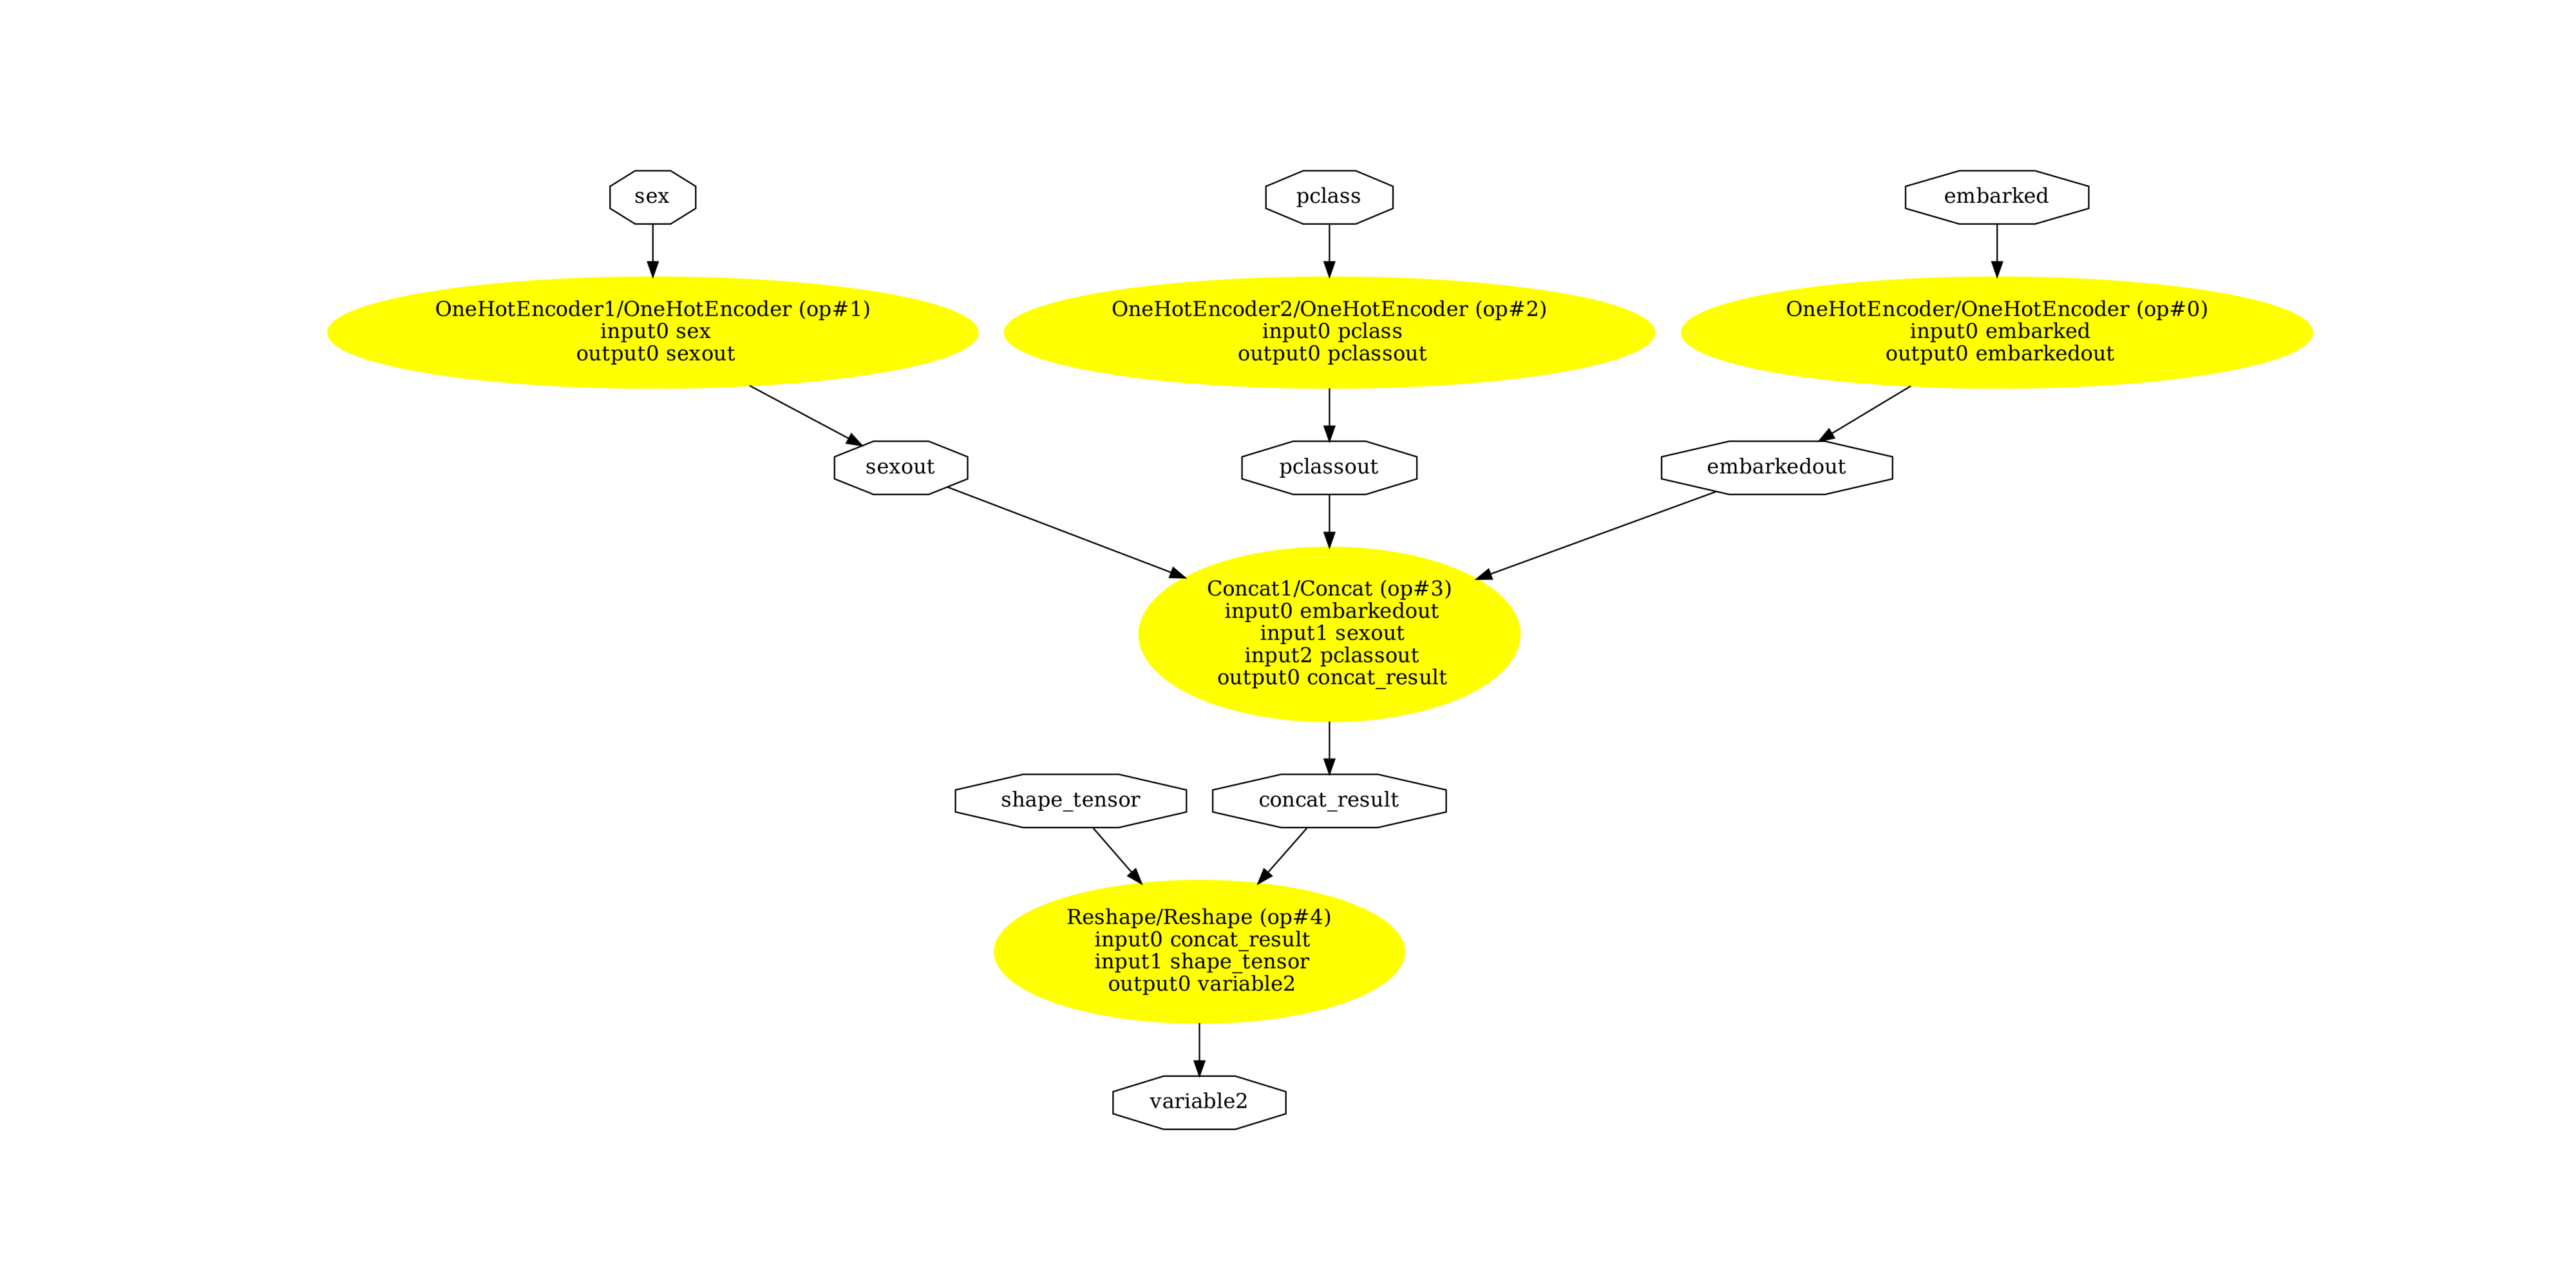 sex
pclass
embarked
OneHotEncoder1/OneHotEncoder (op#1)
input0 sex
output0 sexout
OneHotEncoder2/OneHotEncoder (op#2)
input0 pclass
output0 pclassout
OneHotEncoder/OneHotEncoder (op#0)
input0 embarked
output0 embarkedout
sexout
pclassout
embarkedout
Concat1/Concat (op#3)
input0 embarkedout
input1 sexout
input2 pclassout
output0 concat_result
shape_tensor
concat_result
Reshape/Reshape (op#4)
input0 concat_result
input1 shape_tensor
output0 variable2
variable2